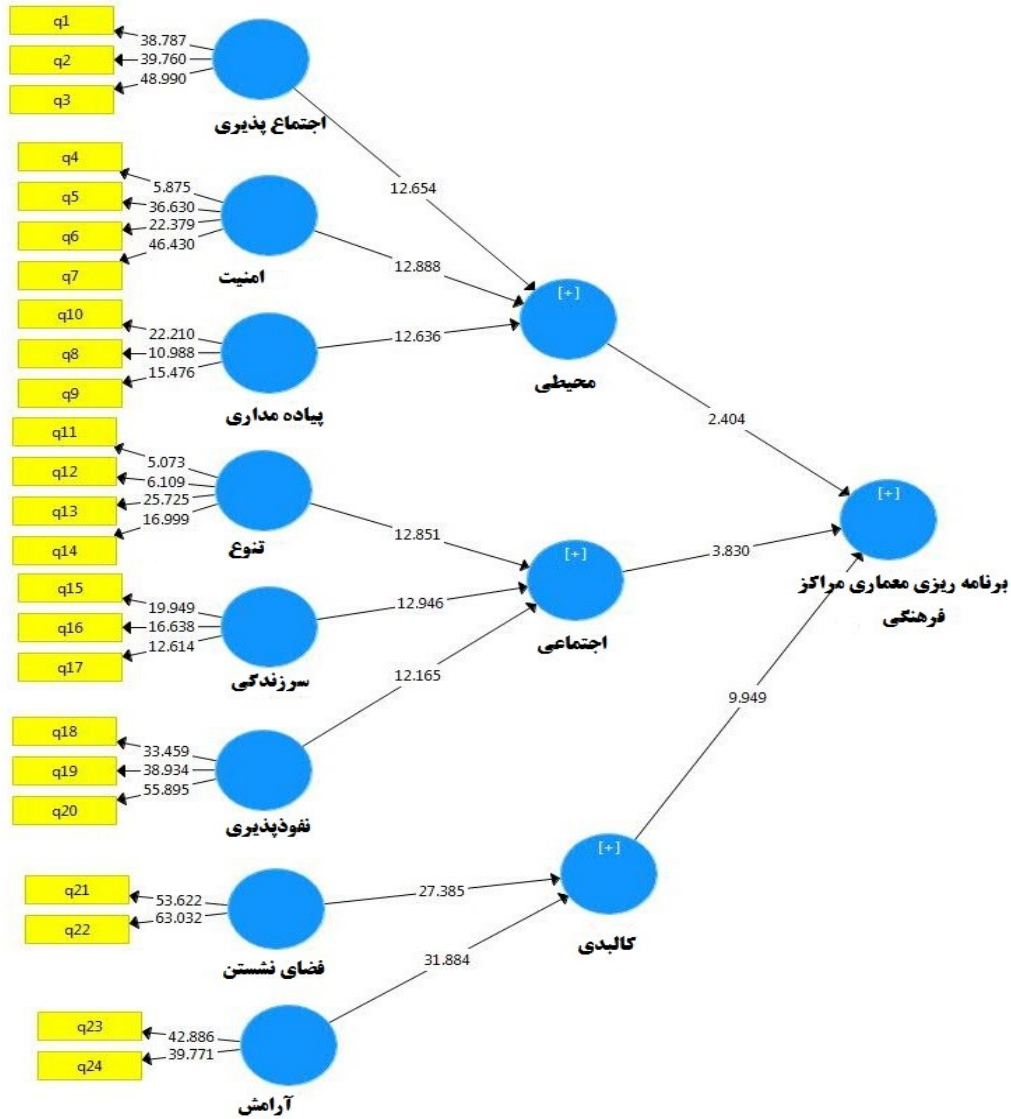 q1
38.787
q2
39.760
q3
48.990
اجتماع پذیری
12.654
q4
5.875
q5
36.630
q6
22.379
q7
46.430
امنیت
12.888
q10
22.210
q8
10.988
q9
15.476
پیاده مداری
12.636
[+]
محیطی
2.404
q11
5.073
q12
6.109
q13
25.725
q14
16.999
تنوع
12.851
q15
19.949
q16
16.638
q17
12.614
سرزندگی
12.946
[+]
اجتماعی
3.830
q18
33.459
q19
38.934
q20
55.895
نفوذپذیری
12.165
[+]
برنامه ریزی معماری مراکز
فرهنگی
9.949
q21
53.622
q22
63.032
فضای نشستن
27.385
[+]
کالبدی
q23
42.886
q24
39.771
آرامش
31.884